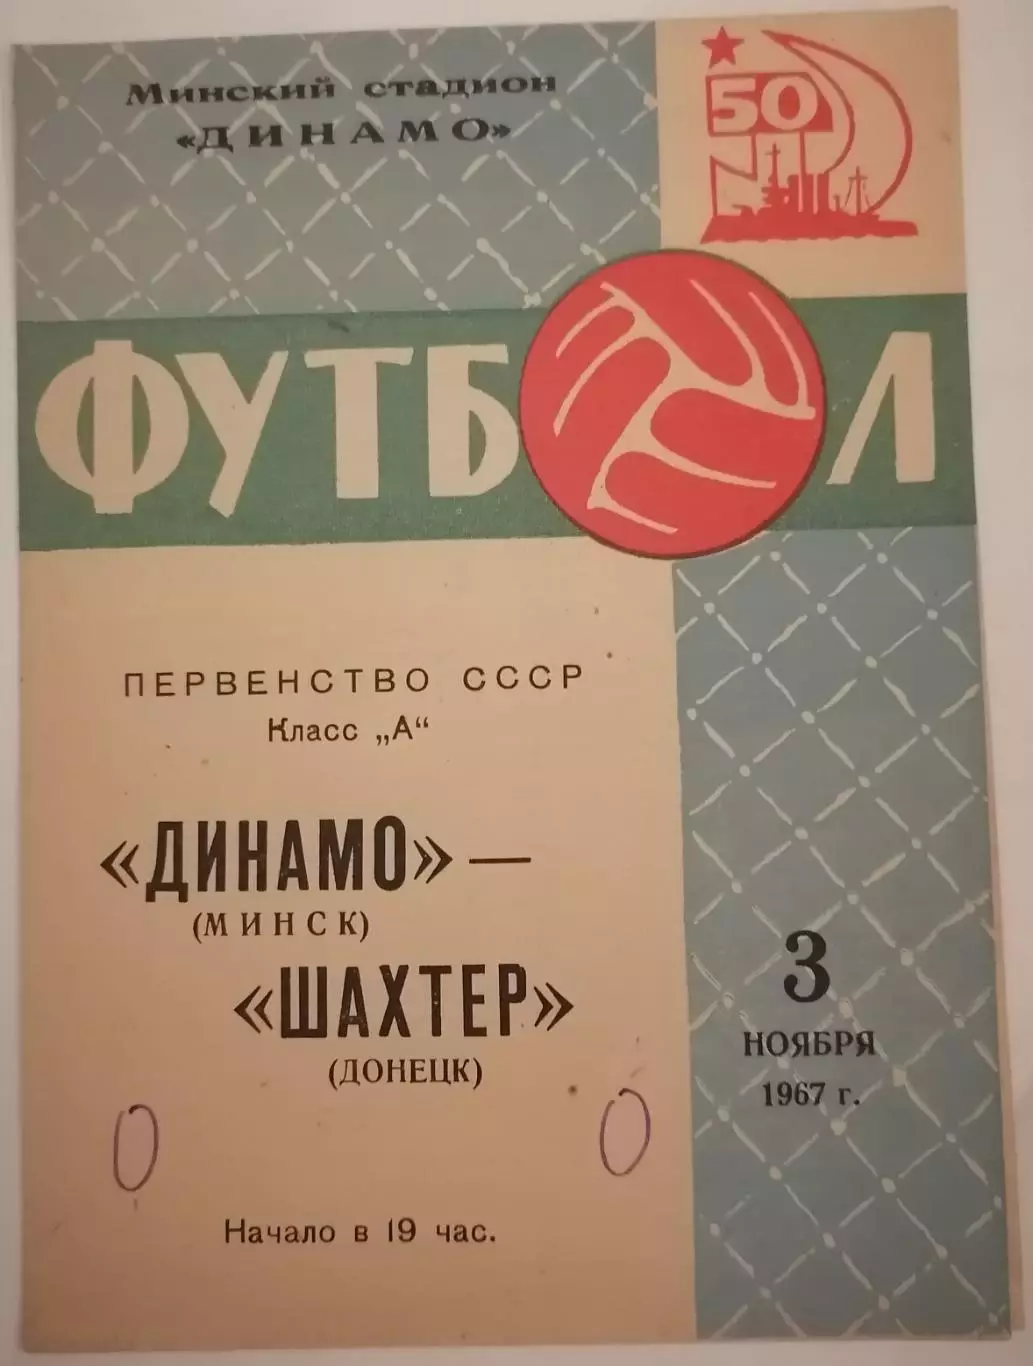 Минский стадион
«ДИНАМО»
50
ФУТБОЛ
ПЕРВЕНСТВО СССР
Класс „А“
«ДИНАМО» —
(МИНСК)
«ШАХТЕР»
(ДОНЕЦК)
3
НОЯБРЯ
1967 г.
0 0
Начало в 19 час.